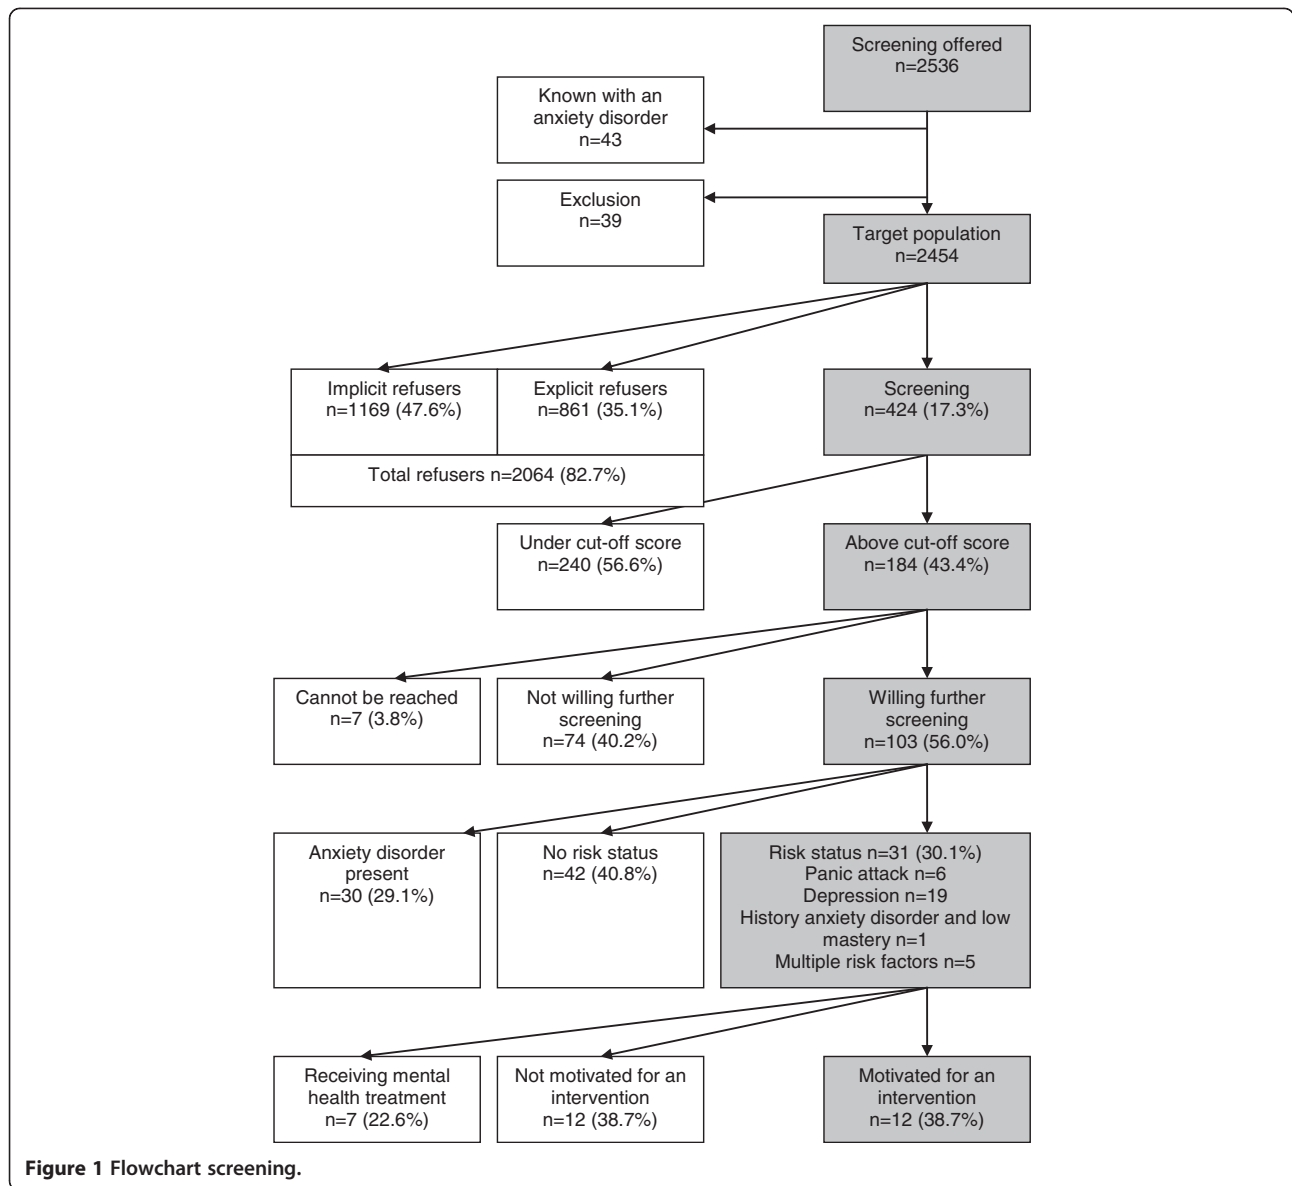 Screening offered
n=2536
Known with an
anxiety disorder
n=43
Exclusion
n=39
Target population
n=2454
Implicit refusers
n=1169 (47.6%)
Explicit refusers
n=861 (35.1%)
Screening
n=424 (17.3%)
Total refusers n=2064 (82.7%)
Under cut-off score
n=240 (56.6%)
Above cut-off score
n=184 (43.4%)
Cannot be reached
n=7 (3.8%)
Not willing further
screening
n=74 (40.2%)
Willing further
screening
n=103 (56.0%)
Anxiety disorder
present
n=30 (29.1%)
No risk status
n=42 (40.8%)
Risk status n=31 (30.1%)
Panic attack n=6
Depression n=19
History anxiety disorder and low
mastery n=1
Multiple risk factors n=5
Receiving mental
health treatment
n=7 (22.6%)
Not motivated for an
intervention
n=12 (38.7%)
Motivated for an
intervention
n=12 (38.7%)
Figure 1 Flowchart screening.